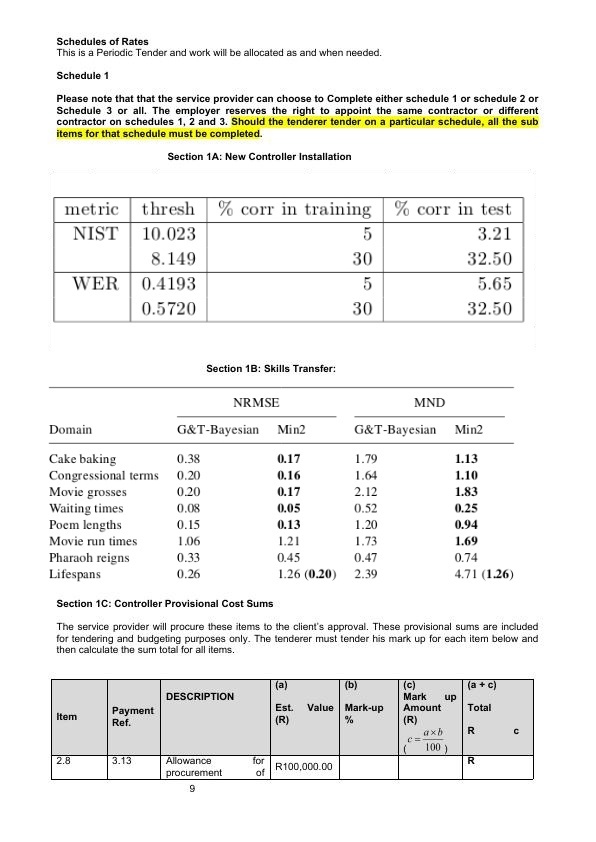 Schedules of Rates
This is a Periodic Tender and work will be allocated as and when needed.
Schedule 1
Please note that that the service provider can choose to Complete either schedule 1 or schedule 2 or
Schedule 3 or all. The employer reserves the right to appoint the same contractor or different
contractor on schedules 1, 2 and 3. Should the tenderer tender on a particular schedule, all the sub
items for that schedule must be completed.
Section 1A: New Controller Installation
metric thresh % corr in training % corr in test
NIST 10.023 5 3.21
8.149 30 32.50
WER 0.4193 5 5.65
0.5720 30 32.50
Section 1B: Skills Transfer:
NRMSE MND
Domain G&T-Bayesian Min2 G&T-Bayesian Min2
Cake baking 0.38 0.17 1.79 1.13
Congressional terms 0.20 0.16 1.64 1.10
Movie grosses 0.20 0.17 2.12 1.83
Waiting times 0.08 0.05 0.52 0.25
Poem lengths 0.15 0.13 1.20 0.94
Movie run times 1.06 1.21 1.73 1.69
Pharaoh reigns 0.33 0.45 0.47 0.74
Lifespans 0.26 1.26 (0.20) 2.39 4.71 (1.26)
Section 1C: Controller Provisional Cost Sums
The service provider will procure these items to the client's approval. These provisional sums are included
for tendering and budgeting purposes only. The tenderer must tender his mark up for each item below and
then calculate the sum total for all items.
Item
Payment
Ref.
DESCRIPTION
(a)
Est. Value
(R)
(b)
Mark-up
%
(c)
Mark up
Amount
(R)
( c = a×b
100 )
(a + c)
Total
R c
2.8 3.13 Allowance for
procurement of
R100,000.00
R
9